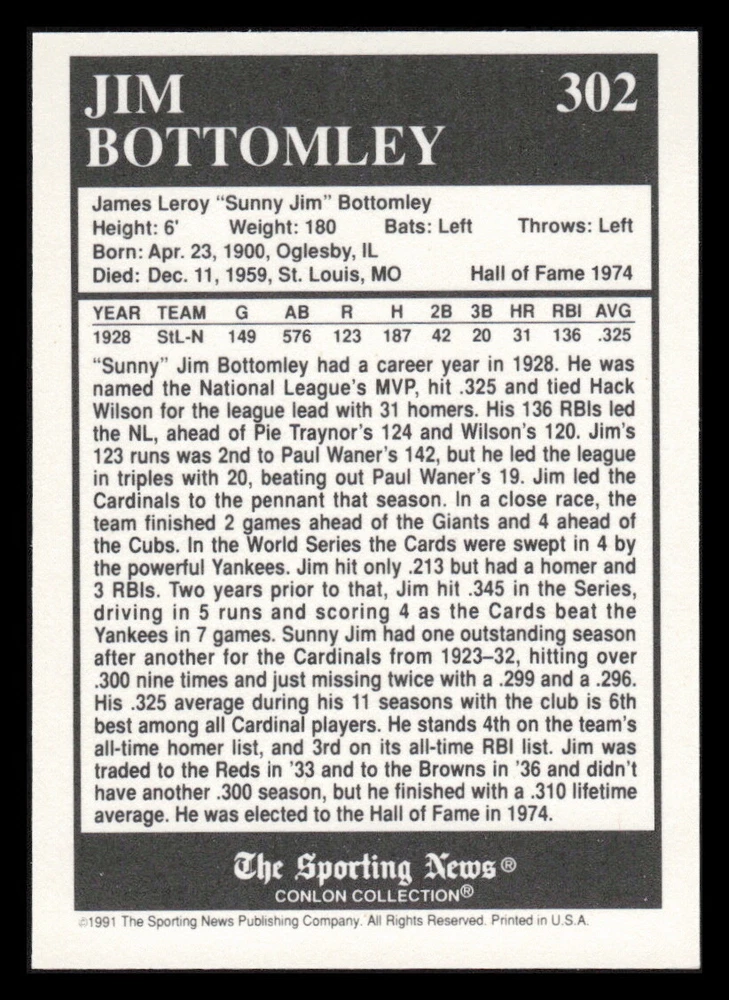 JIM 302
BOTTOMLEY
James Leroy “Sunny Jim” Bottomley
Height: 6' Weight: 180 Bats: Left Throws: Left
Born: Apr. 23, 1900, Oglesby, IL
Died: Dec. 11, 1959, St. Louis, MO Hall of Fame 1974
YEAR TEAM G AB R H 2B 3B HR RBI AVG
1928 StL-N 149 576 123 187 42 20 31 136 .325
“Sunny” Jim Bottomley had a career year in 1928. He was
named the National League’s MVP, hit .325 and tied Hack
Wilson for the league lead with 31 homers. His 136 RBIs led
the NL, ahead of Pie Traynor’s 124 and Wilson’s 120. Jim’s
123 runs was 2nd to Paul Waner’s 142, but he led the league
in triples with 20, beating out Paul Waner’s 19. Jim led the
Cardinals to the pennant that season. In a close race, the
team finished 2 games ahead of the Giants and 4 ahead of
the Cubs. In the World Series the Cards were swept in 4 by
the powerful Yankees. Jim hit only .213 but had a homer and
3 RBIs. Two years prior to that, Jim hit .345 in the Series,
driving in 5 runs and scoring 4 as the Cards beat the
Yankees in 7 games. Sunny Jim had one outstanding season
after another for the Cardinals from 1923–32, hitting over
.300 nine times and just missing twice with a .299 and a .296.
His .325 average during his 11 seasons with the club is 6th
best among all Cardinal players. He stands 4th on the team’s
all-time homer list, and 3rd on its all-time RBI list. Jim was
traded to the Reds in ’33 and to the Browns in ’36 and didn’t
have another .300 season, but he finished with a .310 lifetime
average. He was elected to the Hall of Fame in 1974.
The Sporting News®
CONLON COLLECTION®
©1991 The Sporting News Publishing Company. All Rights Reserved. Printed in U.S.A.